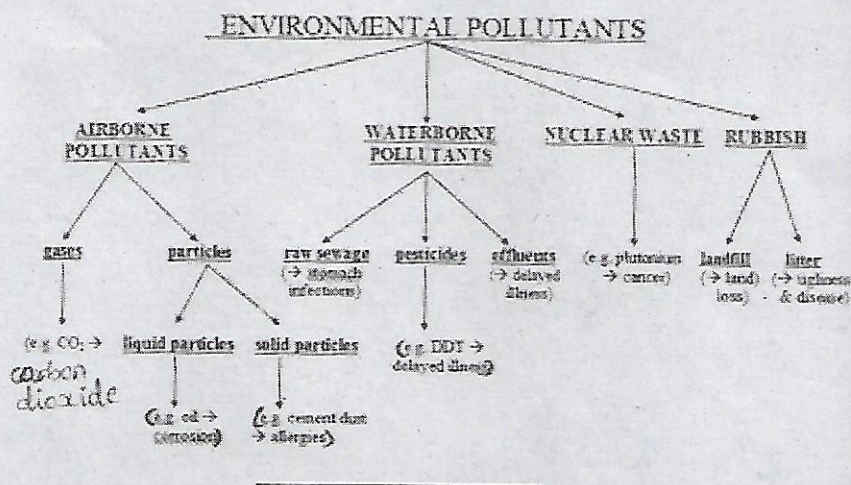 ENVIRONMENTAL POLLUTANTS
AIRBORNE
POLLUTANTS
WATERBORNE
POLLUTANTS
NUCLEAR WASTE
RUBBISH
gases
particles
raw sewage
(→ stomach
infections)
pesticides
effluents
(→ delayed
illness)
(e.g. plutonium
→ cancer)
landfill
(→ land)
loss)
litter
(→ ugliness
& disease)
(e.g. CO₂ →
carbon
dioxide
liquid particles
(e.g. oil →
corrosion)
solid particles
(e.g. cement dust
→ allergies)
(e.g. DDT →
delayed illness)